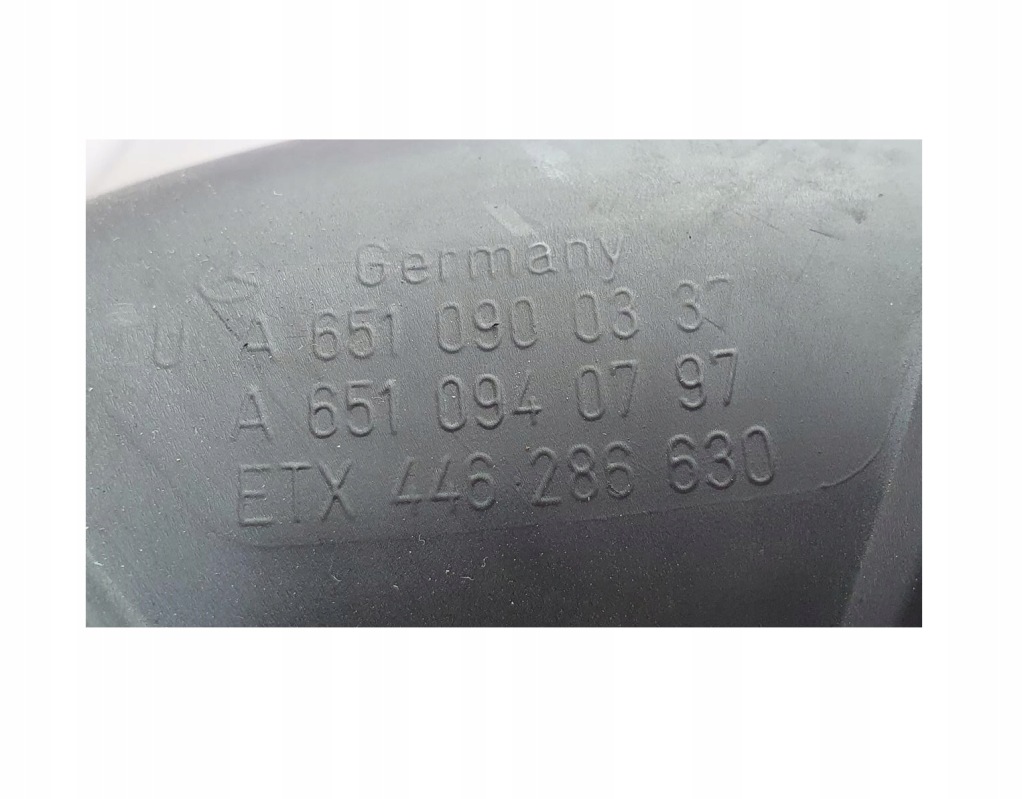 Germany
A 651 090 03 37
A 651 094 07 97
ETX 446 286 630